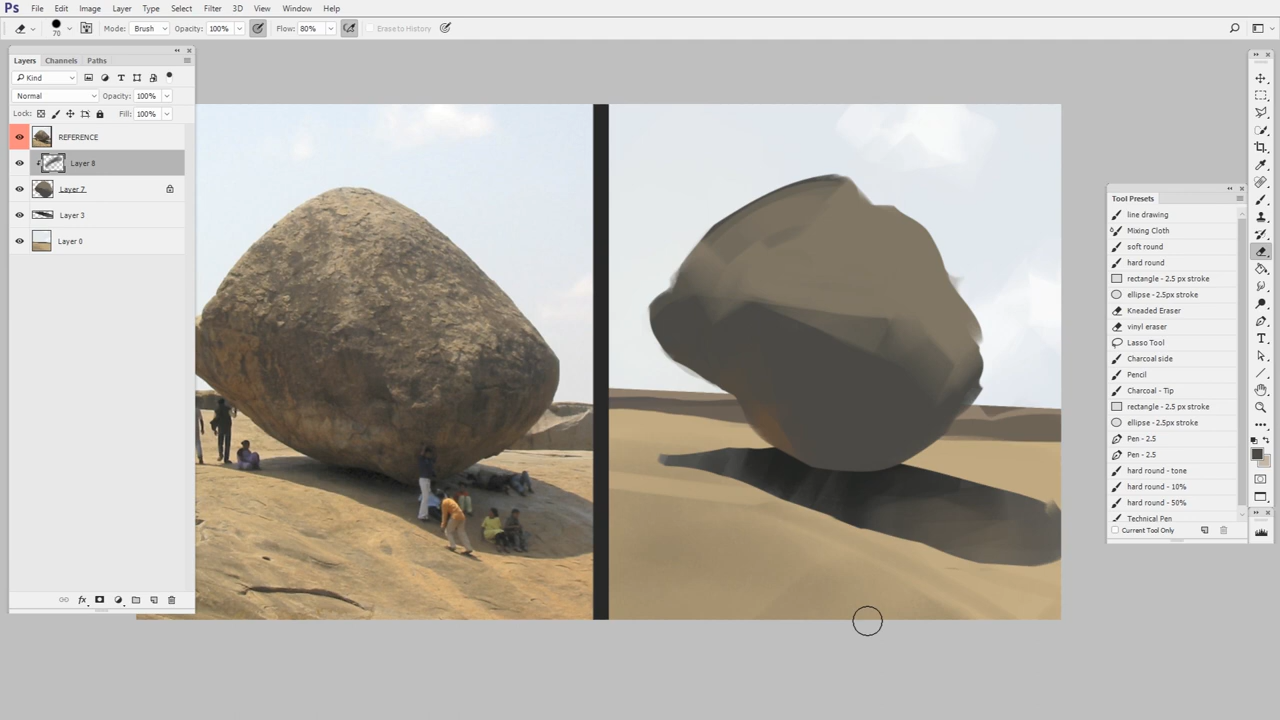 Ps File Edit Image Layer Type Select Filter 3D View Window Help
70 Mode: Brush Opacity: 100% Flow: 80% Erase to History
Layers Channels Paths
Kind
Normal Opacity: 100%
Lock: Fill: 100%
REFERENCE
Layer 8
Layer 7
Layer 3
Layer 0
fx
Tool Presets
line drawing
Mixing Cloth
soft round
hard round
rectangle - 2.5 px stroke
ellipse - 2.5px stroke
Kneaded Eraser
vinyl eraser
Lasso Tool
Charcoal side
Pencil
Charcoal - Tip
rectangle - 2.5 px stroke
ellipse - 2.5 px stroke
Pen - 2.5
Pen - 2.5
hard round - tone
hard round - 10%
hard round - 50%
Technical Pen
Current Tool Only